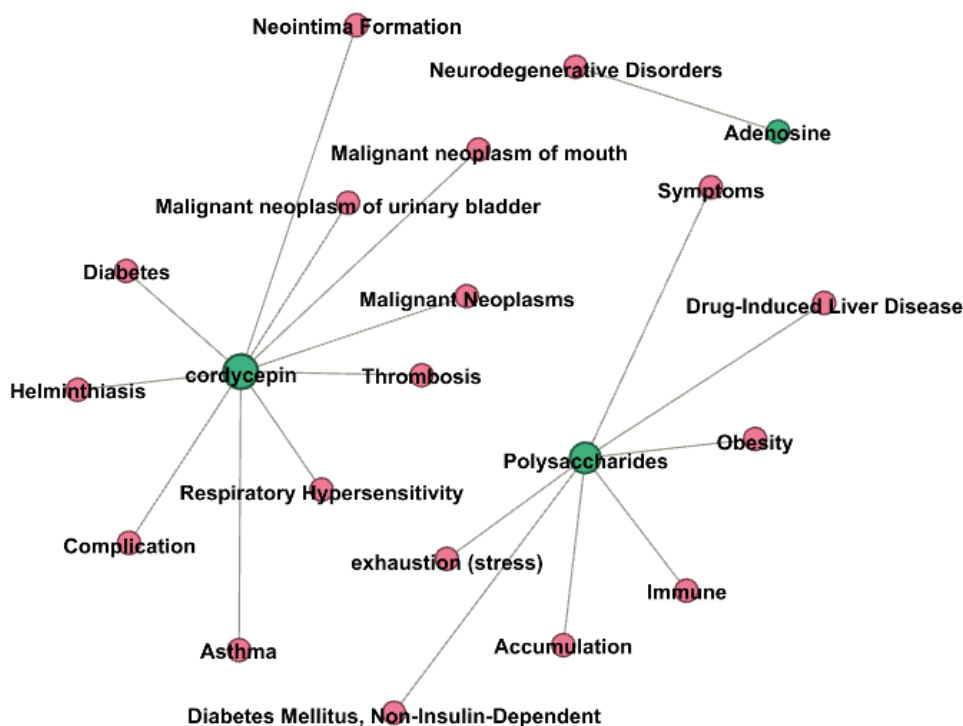 Neointima Formation
Neurodegenerative Disorders
Adenosine
Malignant neoplasm of mouth
Symptoms
Malignant neoplasm of urinary bladder
Diabetes
Malignant Neoplasms
Drug-Induced Liver Disease
cordycepin
Thrombosis
Helminthiasis
Obesity
Polysaccharides
Respiratory Hypersensitivity
Complication
exhaustion (stress)
Immune
Asthma
Accumulation
Diabetes Mellitus, Non-Insulin-Dependent